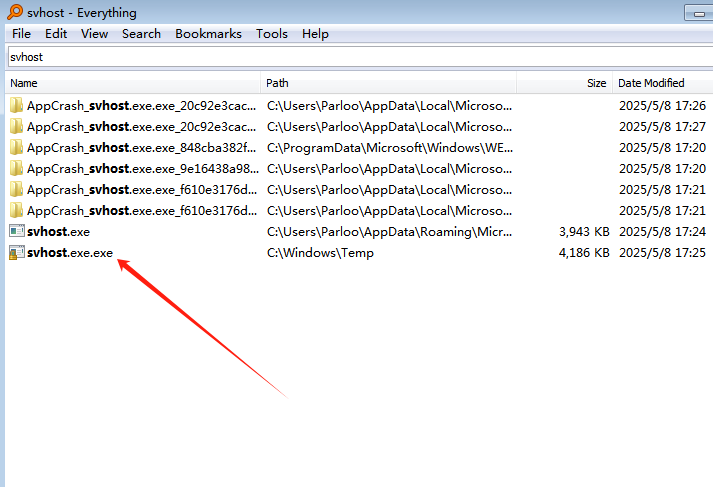 svhost - Everything
File Edit View Search Bookmarks Tools Help
svhost
Name Path Size Date Modified
AppCrash_svhost.exe.exe_20c92e3cac... C:\Users\Parloo\AppData\Local\Microso... 2025/5/8 17:26
AppCrash_svhost.exe.exe_20c92e3cac... C:\Users\Parloo\AppData\Local\Microso... 2025/5/8 17:27
AppCrash_svhost.exe.exe_848cba382f... C:\ProgramData\Microsoft\Windows\WE... 2025/5/8 17:20
AppCrash_svhost.exe.exe_9e16438a98... C:\Users\Parloo\AppData\Local\Microso... 2025/5/8 17:20
AppCrash_svhost.exe.exe_f610e3176d... C:\Users\Parloo\AppData\Local\Microso... 2025/5/8 17:21
AppCrash_svhost.exe.exe_f610e3176d... C:\Users\Parloo\AppData\Local\Microso... 2025/5/8 17:21
svhost.exe C:\Users\Parloo\AppData\Roaming\Micr... 3,943 KB 2025/5/8 17:24
svhost.exe.exe C:\Windows\Temp 4,186 KB 2025/5/8 17:25